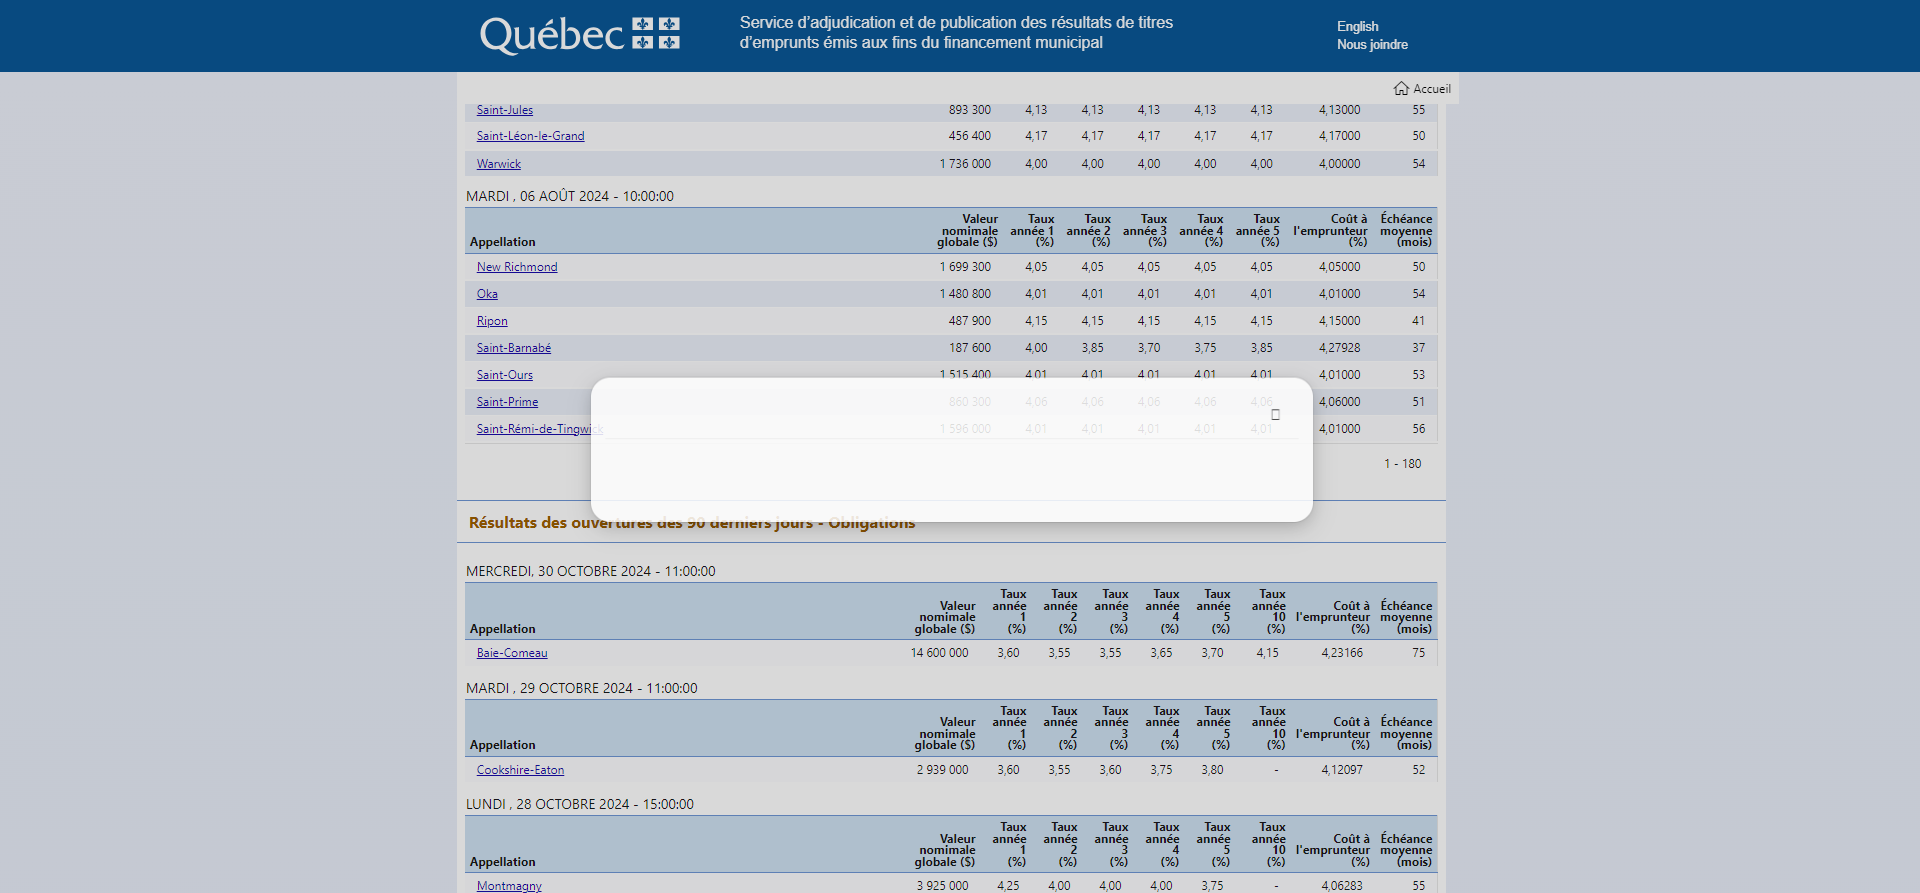 Québec
Service d’adjudication et de publication des résultats de titres
d’emprunts émis aux fins du financement municipal
English
Nous joindre
Accueil
Saint-Jules 893 300 4,13 4,13 4,13 4,13 4,13 4,13000 55
Saint-Léon-le-Grand 456 400 4,17 4,17 4,17 4,17 4,17 4,17000 50
Warwick 1 736 000 4,00 4,00 4,00 4,00 4,00 4,00000 54
MARDI , 06 AOÛT 2024 - 10:00:00
Valeur Taux Taux Taux Taux Taux Coût à Échéance
nomimale année 1 année 2 année 3 année 4 année 5 l'emprunteur moyenne
Appellation globale ($) (%) (%) (%) (%) (%) (%) (mois)
New Richmond 1 699 300 4,05 4,05 4,05 4,05 4,05 4,05000 50
Oka 1 480 800 4,01 4,01 4,01 4,01 4,01 4,01000 54
Ripon 487 900 4,15 4,15 4,15 4,15 4,15 4,15000 41
Saint-Barnabé 187 600 4,00 3,85 3,70 3,75 3,85 4,27928 37
Saint-Ours 1 515 400 4,01 4,01 4,01 4,01 4,01 4,01000 53
Saint-Prime 860 300 4,06 4,06 4,06 4,06 4,06 4,06000 51
Saint-Rémi-de-Tingwick 1 596 000 4,01 4,01 4,01 4,01 4,01 4,01000 56
1 - 180
Résultats des ouvertures des 90 derniers jours - Obligations
MERCREDI, 30 OCTOBRE 2024 - 11:00:00
Taux Taux Taux Taux Taux Taux
Valeur année année année année année année Coût à Échéance
nomimale 1 2 3 4 5 10 l'emprunteur moyenne
Appellation globale ($) (%) (%) (%) (%) (%) (%) (%) (mois)
Baie-Comeau 14 600 000 3,60 3,55 3,55 3,65 3,70 4,15 4,23166 75
MARDI , 29 OCTOBRE 2024 - 11:00:00
Taux Taux Taux Taux Taux Taux
Valeur année année année année année année Coût à Échéance
nomimale 1 2 3 4 5 10 l'emprunteur moyenne
Appellation globale ($) (%) (%) (%) (%) (%) (%) (%) (mois)
Cookshire-Eaton 2 939 000 3,60 3,55 3,60 3,75 3,80 - 4,12097 52
LUNDI , 28 OCTOBRE 2024 - 15:00:00
Taux Taux Taux Taux Taux Taux
Valeur année année année année année année Coût à Échéance
nomimale 1 2 3 4 5 10 l'emprunteur moyenne
Appellation globale ($) (%) (%) (%) (%) (%) (%) (%) (mois)
Montmagny 3 925 000 4,25 4,00 4,00 4,00 3,75 - 4,06283 55